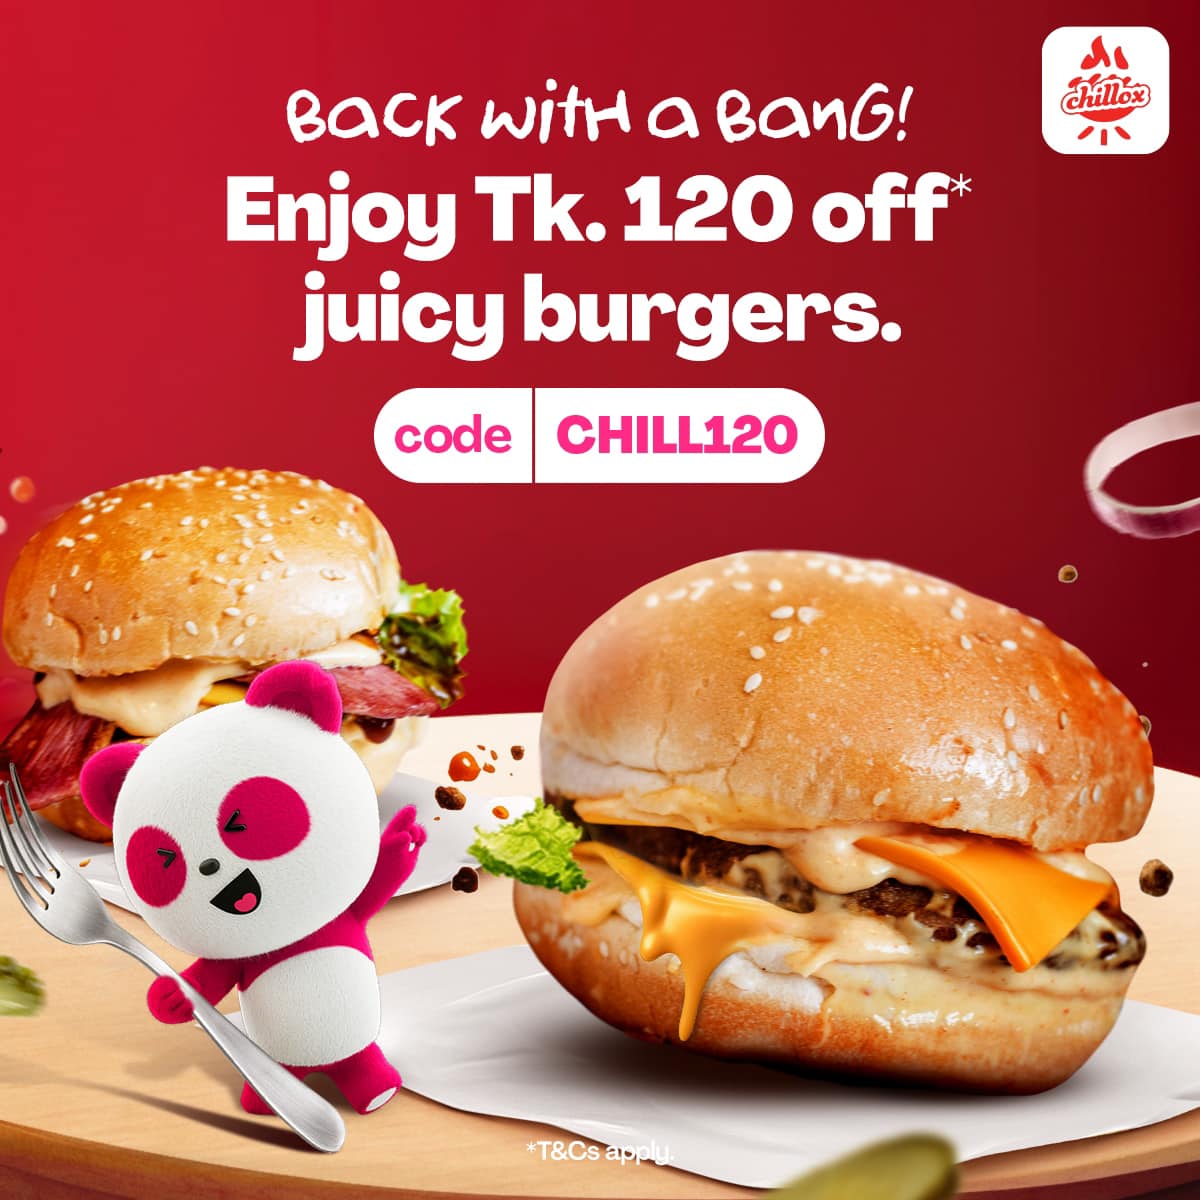 chillox
Back with a Bang!
Enjoy Tk. 120 off*
juicy burgers.
code CHILL120
*T&Cs apply.